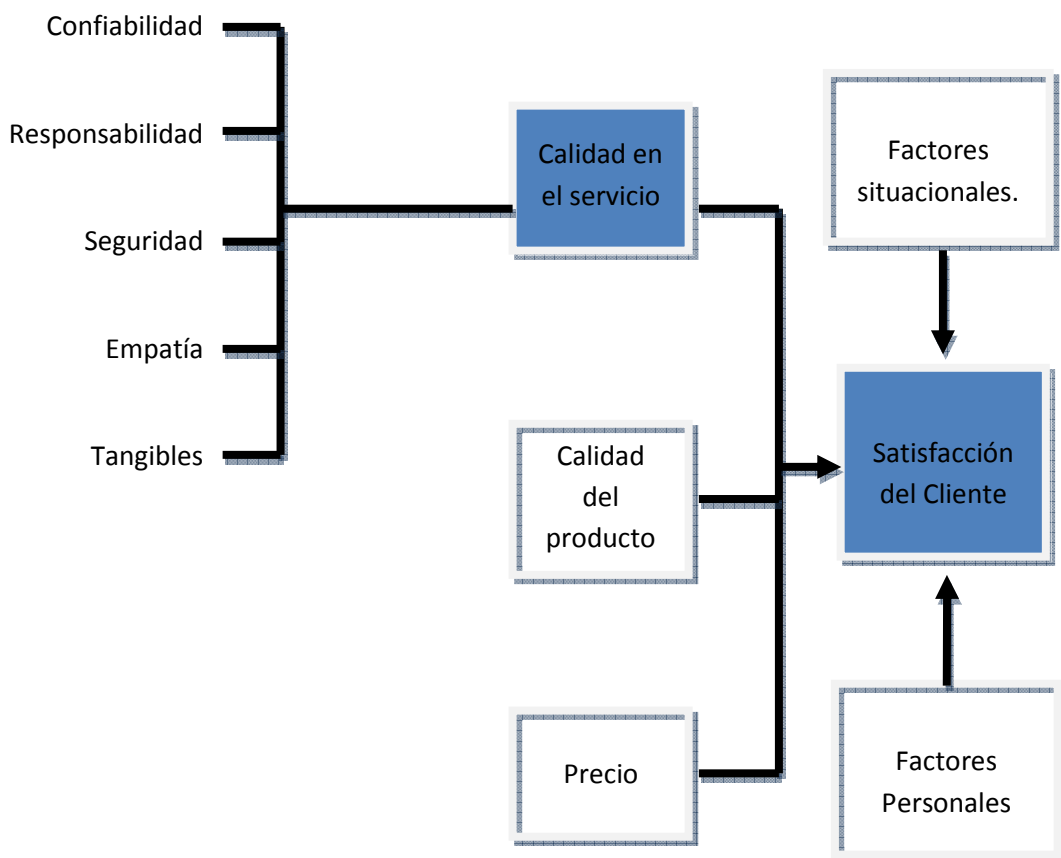 Confiabilidad
Responsabilidad
Seguridad
Empatía
Tangibles
Calidad en
el servicio
Calidad
del
producto
Precio
Factores
situacionales.
Satisfacción
del Cliente
Factores
Personales